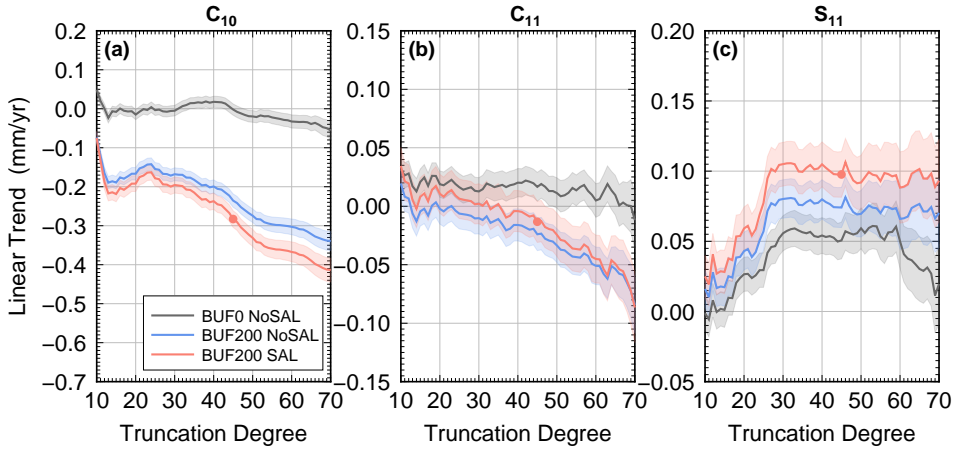 C10 C11 S11
(a) (b) (c)
Linear Trend (mm/yr)
0.2
0.1
0.0
−0.1
−0.2
−0.3
−0.4
−0.5
−0.6
−0.7
BUF0 NoSAL
BUF200 NoSAL
BUF200 SAL
10 20 30 40 50 60 70
Truncation Degree
0.15
0.10
0.05
0.00
−0.05
−0.10
−0.15
10 20 30 40 50 60 70
Truncation Degree
0.20
0.15
0.10
0.05
0.00
−0.05
10 20 30 40 50 60 70
Truncation Degree